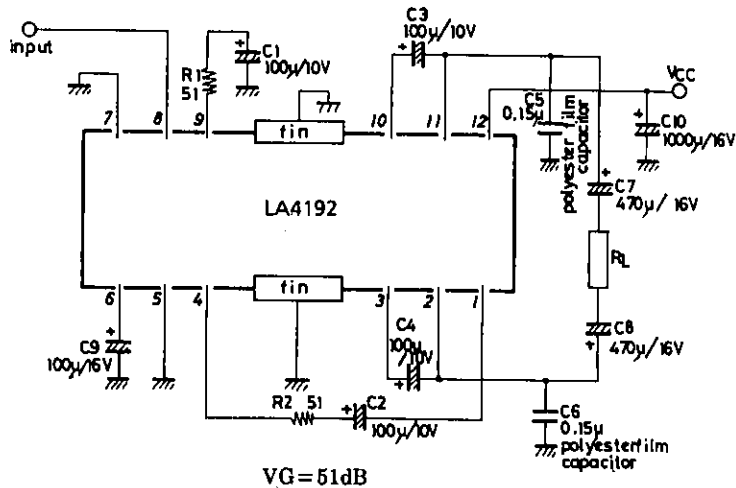 input
C3
100μ/10V
C1
100μ/10V
R1
51
VCC
7
8
9
fin
10
11
12
C5
0.15μ
polyester film
capacitor
C10
1000μ/16V
C7
470μ/16V
LA4192
RL
6
5
4
fin
3
2
1
C9
100μ/16V
C4
100μ
/10V
C8
470μ/16V
R2 51
C2
100μ/10V
C6
0.15μ
polyesterfilm
capacitor
VG=51dB